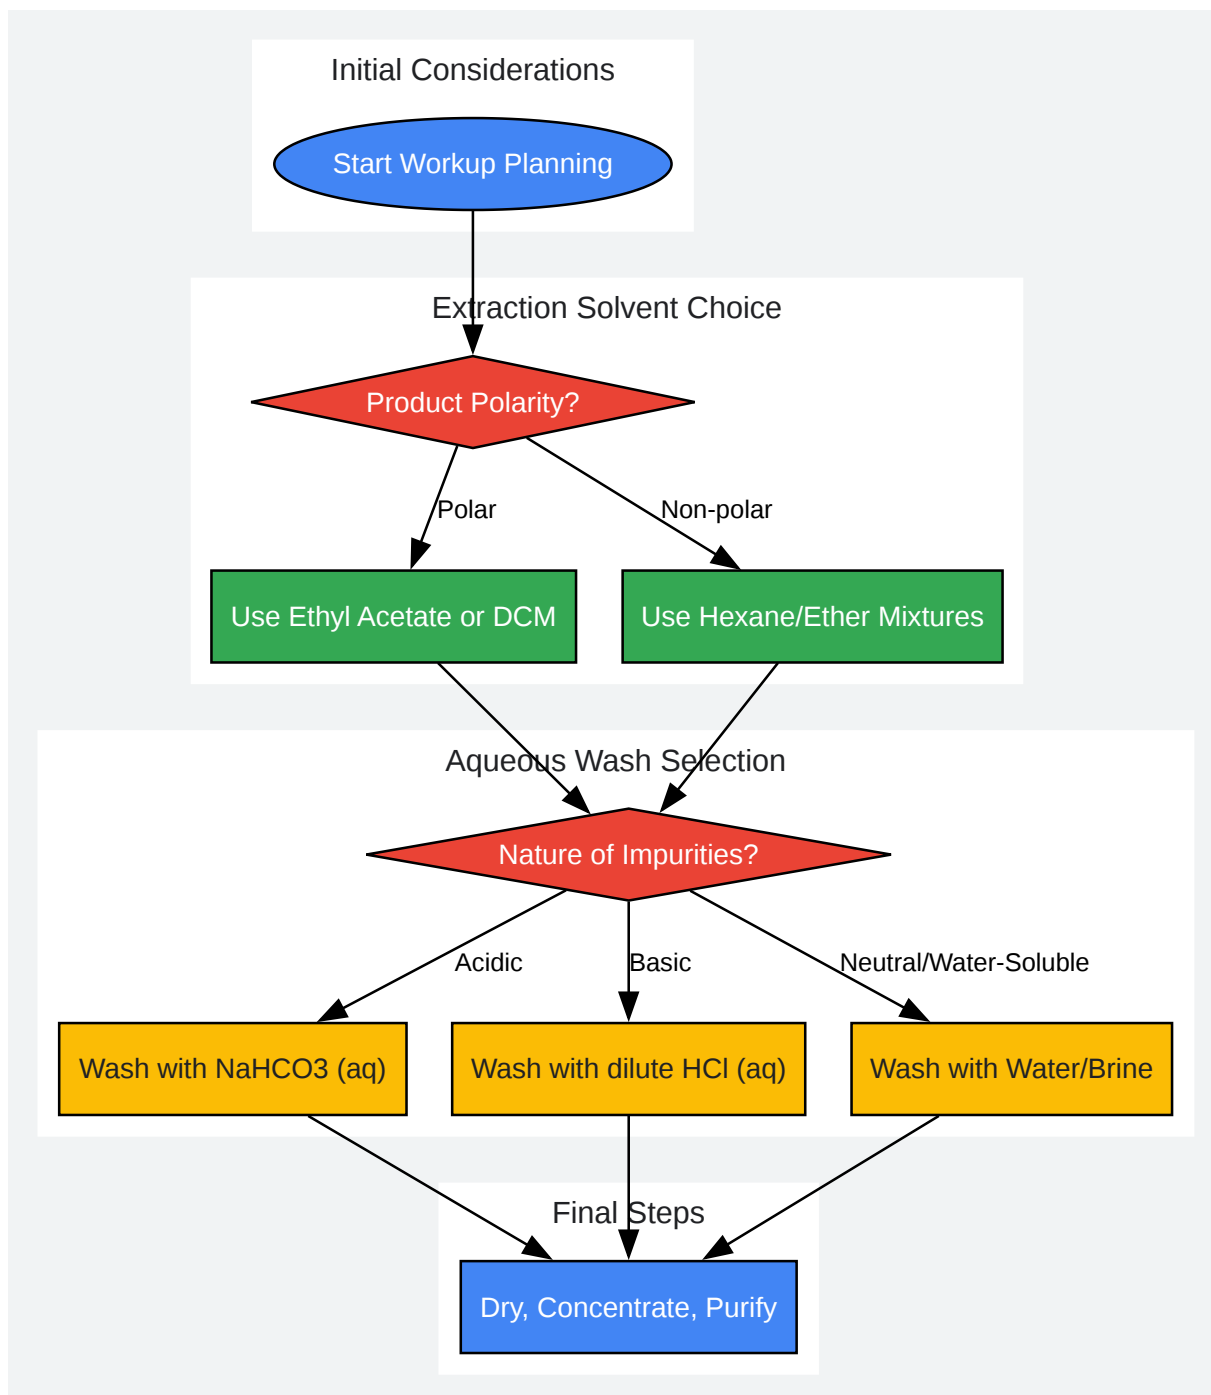 Initial Considerations
Start Workup Planning
Extraction Solvent Choice
Product Polarity?
Polar
Non-polar
Use Ethyl Acetate or DCM
Use Hexane/Ether Mixtures
Aqueous Wash Selection
Nature of Impurities?
Acidic
Basic
Neutral/Water-Soluble
Wash with NaHCO3 (aq)
Wash with dilute HCl (aq)
Wash with Water/Brine
Final Steps
Dry, Concentrate, Purify